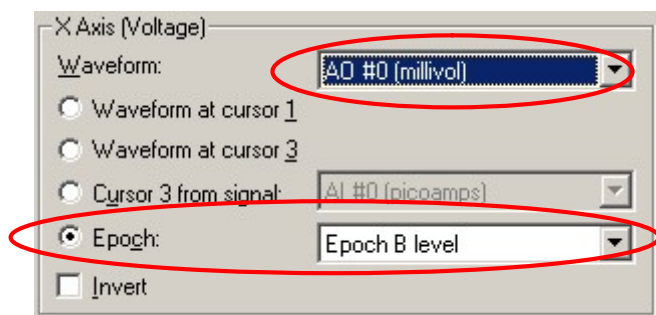 X Axis (Voltage)
Waveform: AO #0 (millivol)
Waveform at cursor 1
Waveform at cursor 3
Cursor 3 from signal: AI #0 (picoamps)
Epoch: Epoch B level
Invert